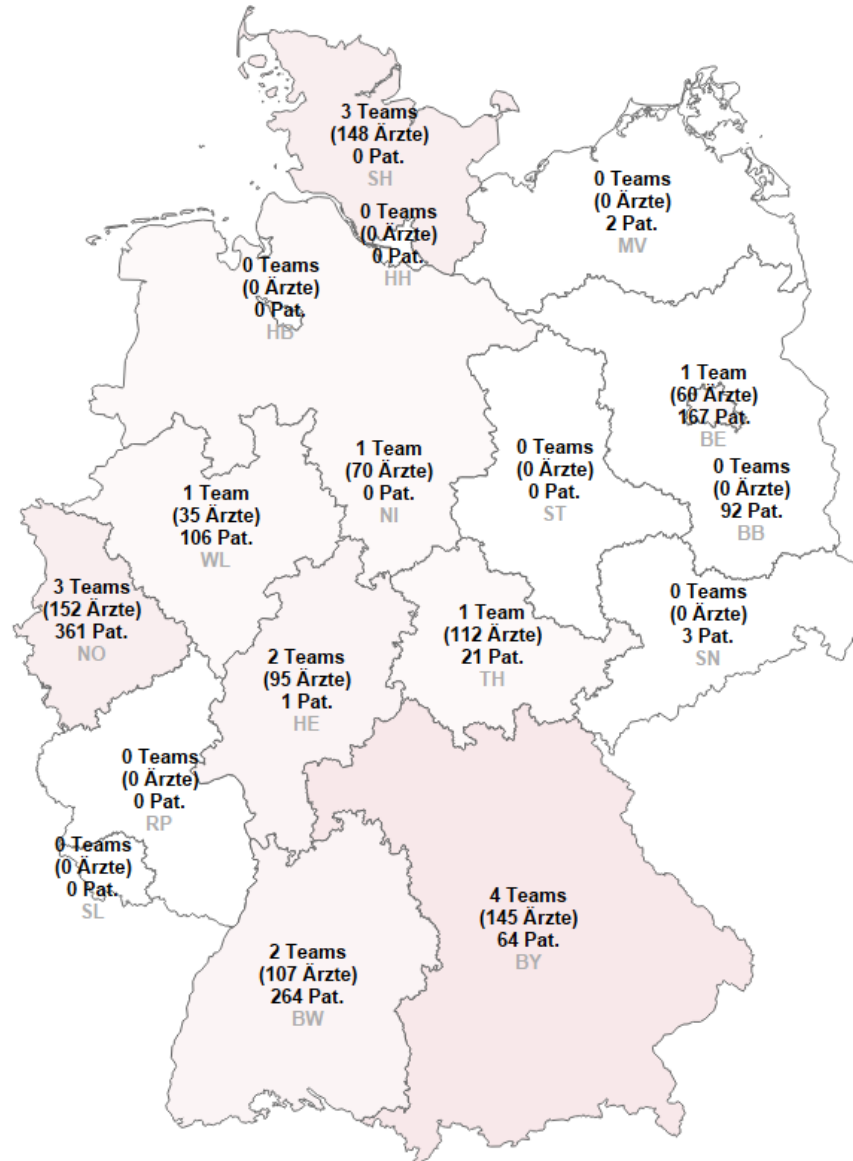 3 Teams
(148 Ärzte)
0 Pat.
SH
0 Teams
(0 Ärzte)
2 Pat.
MV
0 Teams
(0 Ärzte)
0 Pat.
HH
0 Teams
(0 Ärzte)
0 Pat.
HB
1 Team
(60 Ärzte)
167 Pat.
BE
0 Teams
(0 Ärzte)
92 Pat.
BB
1 Team
(70 Ärzte)
0 Pat.
NI
0 Teams
(0 Ärzte)
0 Pat.
ST
1 Team
(35 Ärzte)
106 Pat.
WL
3 Teams
(152 Ärzte)
361 Pat.
NO
2 Teams
(95 Ärzte)
1 Pat.
HE
1 Team
(112 Ärzte)
21 Pat.
TH
0 Teams
(0 Ärzte)
3 Pat.
SN
0 Teams
(0 Ärzte)
0 Pat.
RP
0 Teams
(0 Ärzte)
0 Pat.
SL
4 Teams
(145 Ärzte)
64 Pat.
BY
2 Teams
(107 Ärzte)
264 Pat.
BW